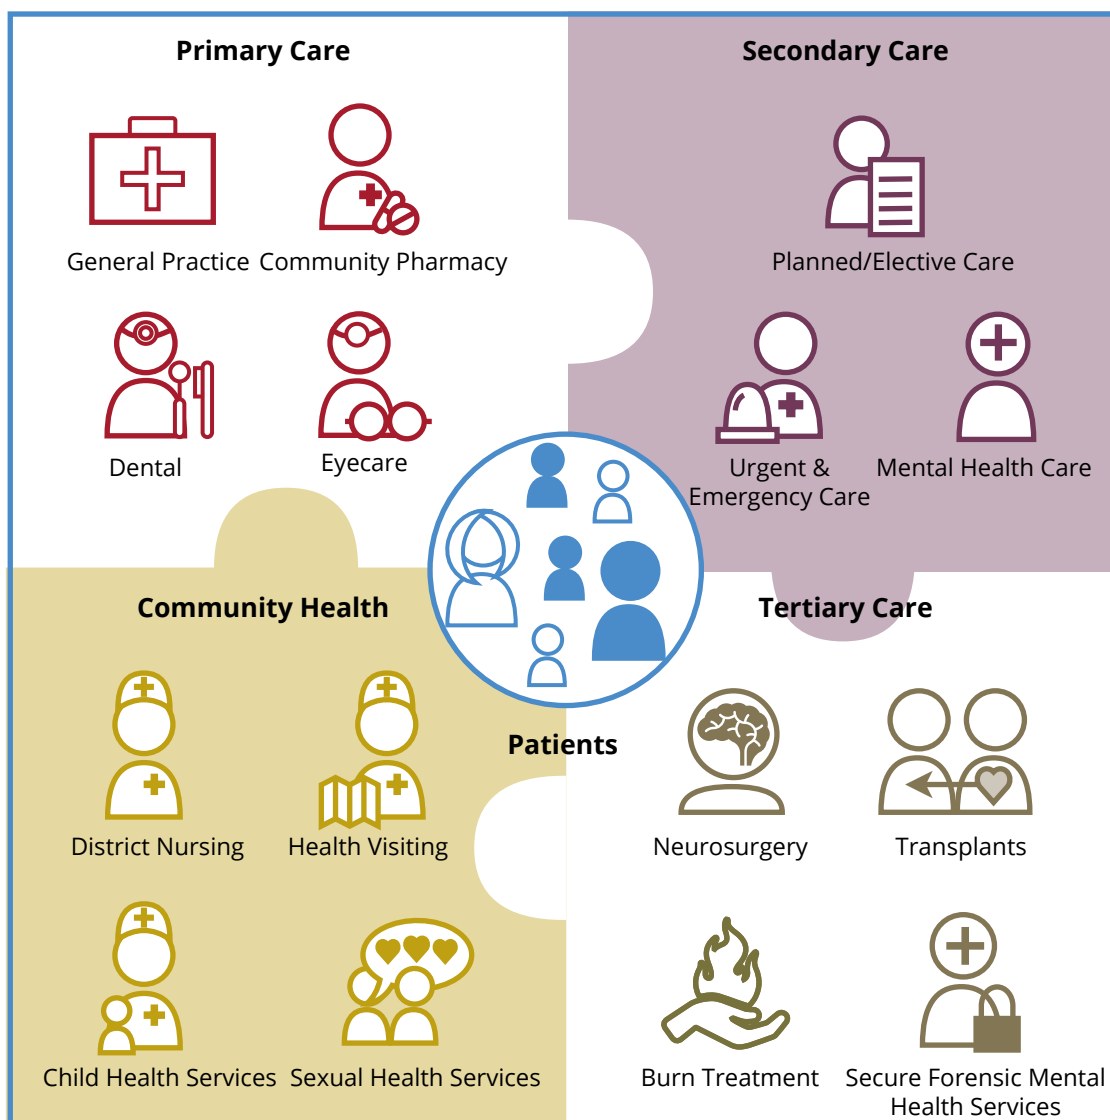 Primary Care
General Practice
Community Pharmacy
Dental
Eyecare
Secondary Care
Planned/Elective Care
Urgent &
Emergency Care
Mental Health Care
Community Health
District Nursing
Health Visiting
Child Health Services
Sexual Health Services
Patients
Tertiary Care
Neurosurgery
Transplants
Burn Treatment
Secure Forensic Mental
Health Services